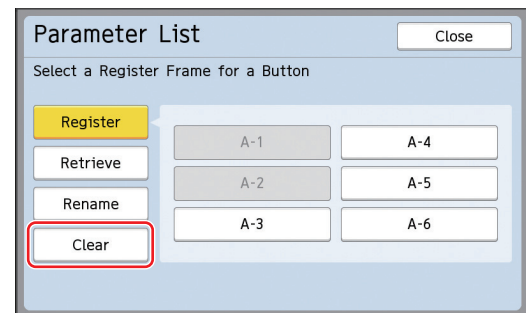 Parameter List
Close
Select a Register Frame for a Button
Register
Retrieve
Rename
Clear
A-1
A-4
A-2
A-5
A-3
A-6